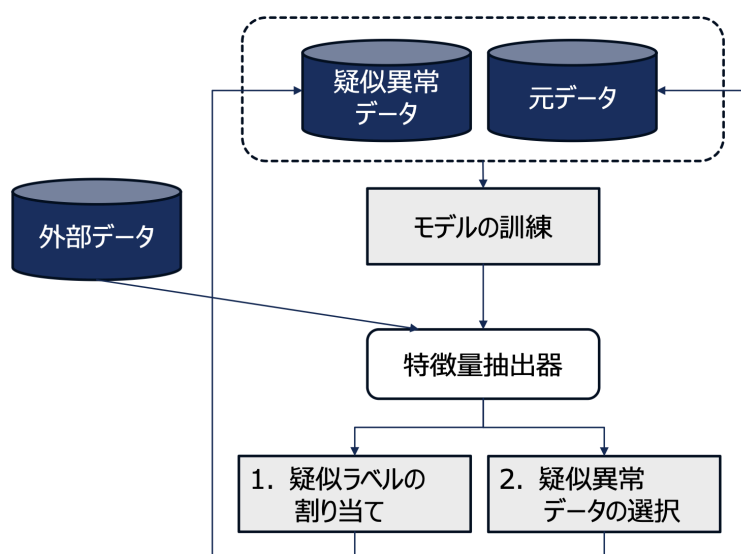 疑似異常
データ
元データ
外部データ
モデルの訓練
特徴量抽出器
1. 疑似ラベルの
割り当て
2. 疑似異常
データの選択